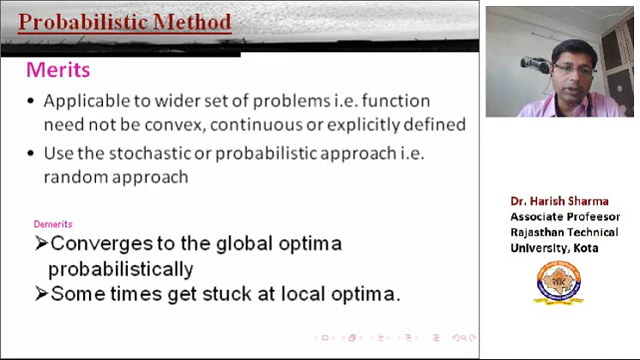 Probabilistic Method
Merits
• Applicable to wider set of problems i.e. function
need not be convex, continuous or explicitly defined
• Use the stochastic or probabilistic approach i.e.
random approach
Demerits
➢Converges to the global optima
probabilistically
➢Some times get stuck at local optima.
Dr. Harish Sharma
Associate Profeesor
Rajasthan Technical
University, Kota